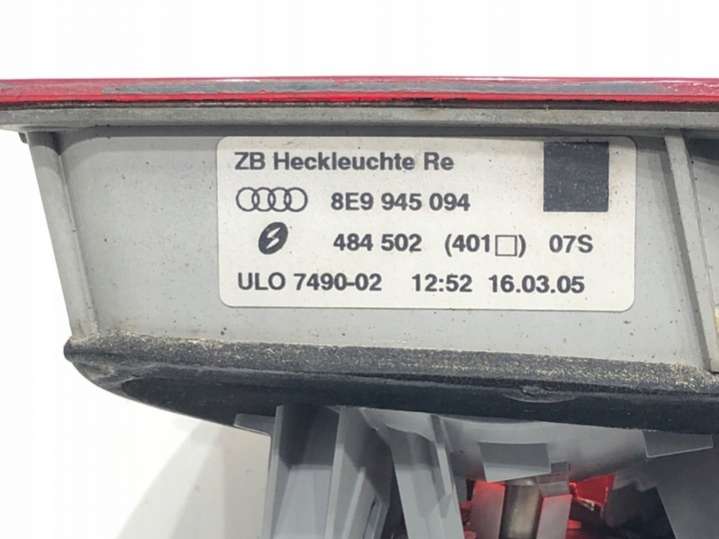 ZB Heckleuchte Re
8E9 945 094
484 502 (401□) 07S
ULO 7490-02 12:52 16.03.05